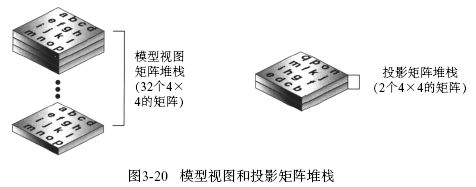 a b c d
e f g h
i j k l
m n o p
模型视图
矩阵堆栈
(32个4×
4的矩阵)
a b c d
e f g h
i j k l
m n o p
投影矩阵堆栈
(2个4×4的矩阵)
图3-20 模型视图和投影矩阵堆栈